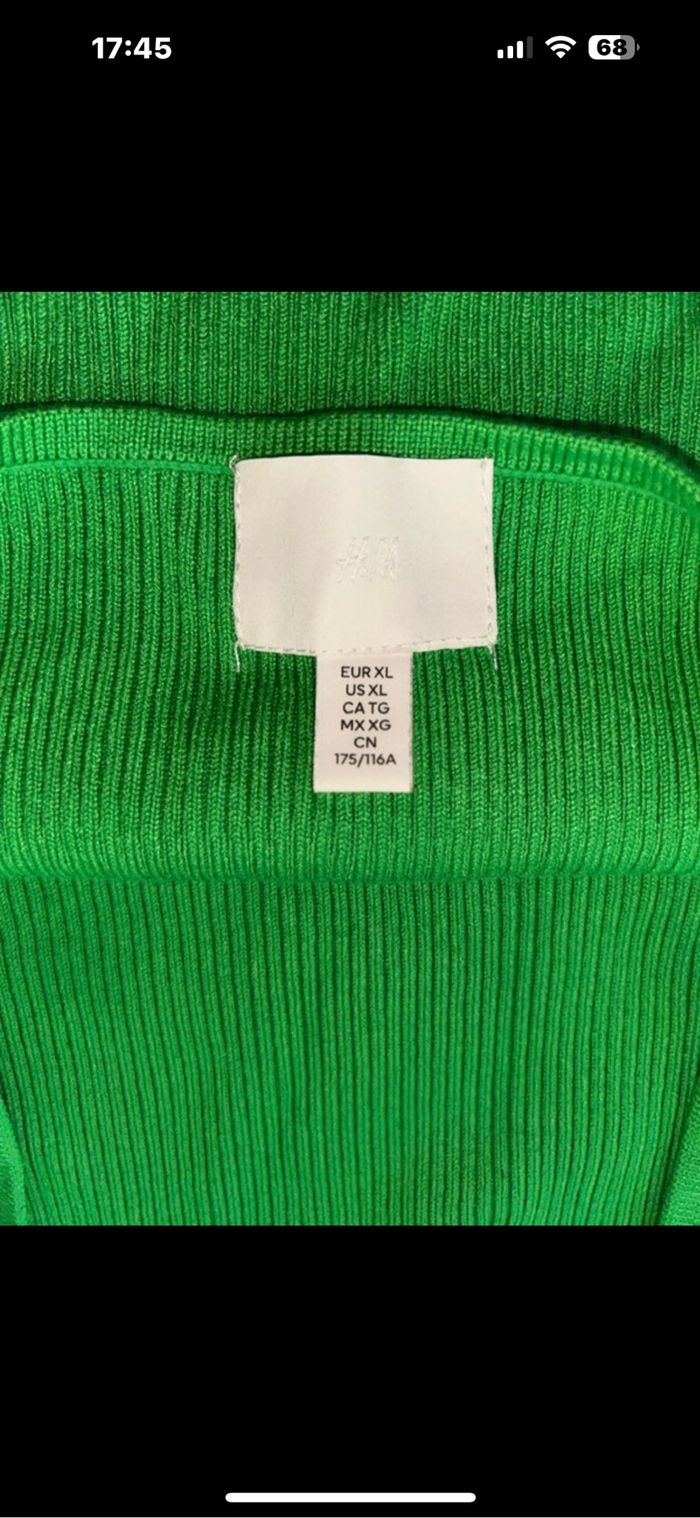 17:45
68
H&M
EUR XL
US XL
CA TG
MX XG
CN
175/116A